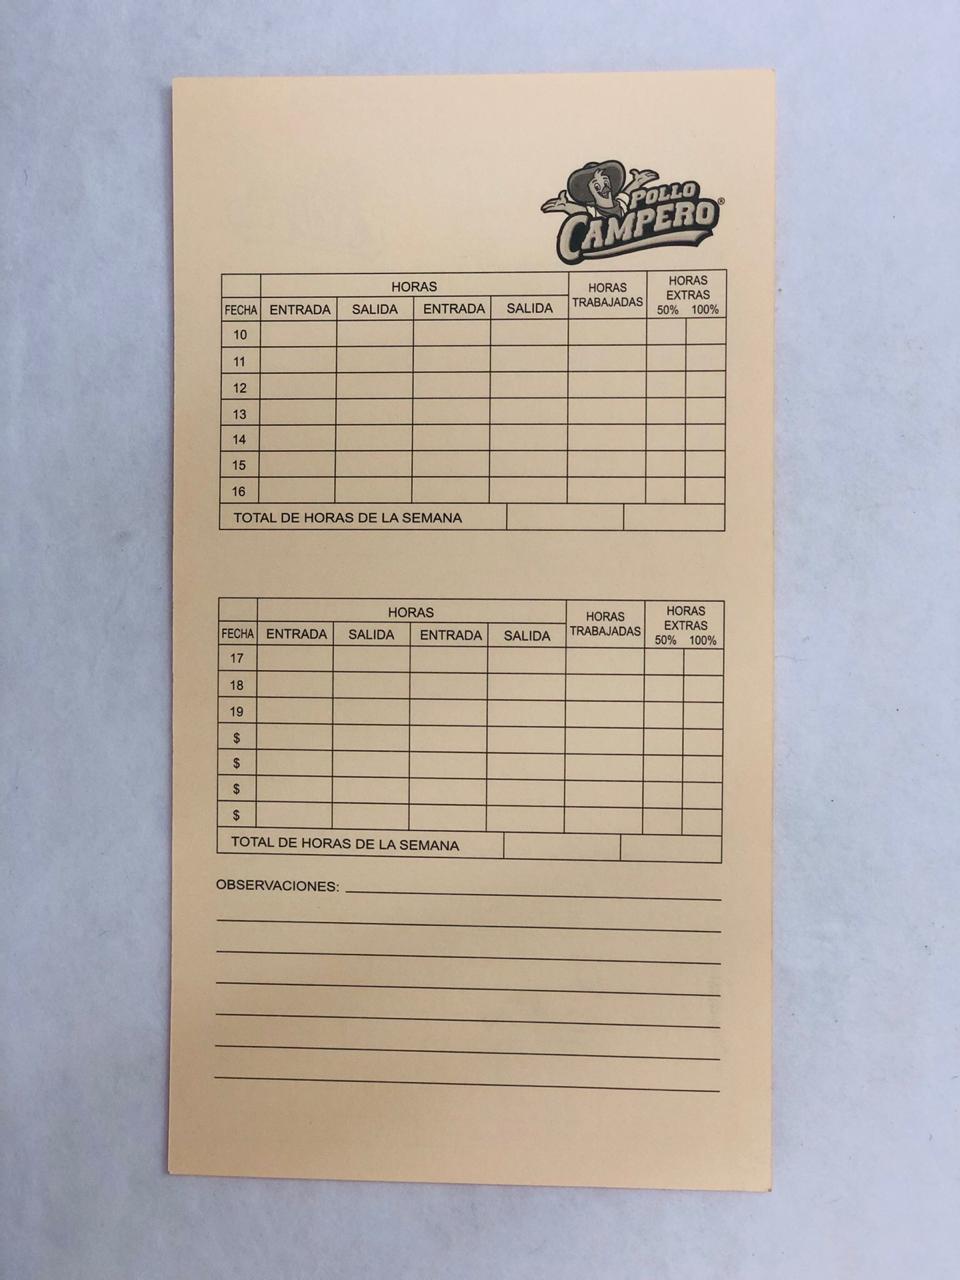 POLLO
CAMPERO®
HORAS
HORAS TRABAJADAS
HORAS EXTRAS
FECHA ENTRADA SALIDA ENTRADA SALIDA 50% 100%
10
11
12
13
14
15
16
TOTAL DE HORAS DE LA SEMANA
HORAS
HORAS TRABAJADAS
HORAS EXTRAS
FECHA ENTRADA SALIDA ENTRADA SALIDA 50% 100%
17
18
19
$
$
$
$
TOTAL DE HORAS DE LA SEMANA
OBSERVACIONES: